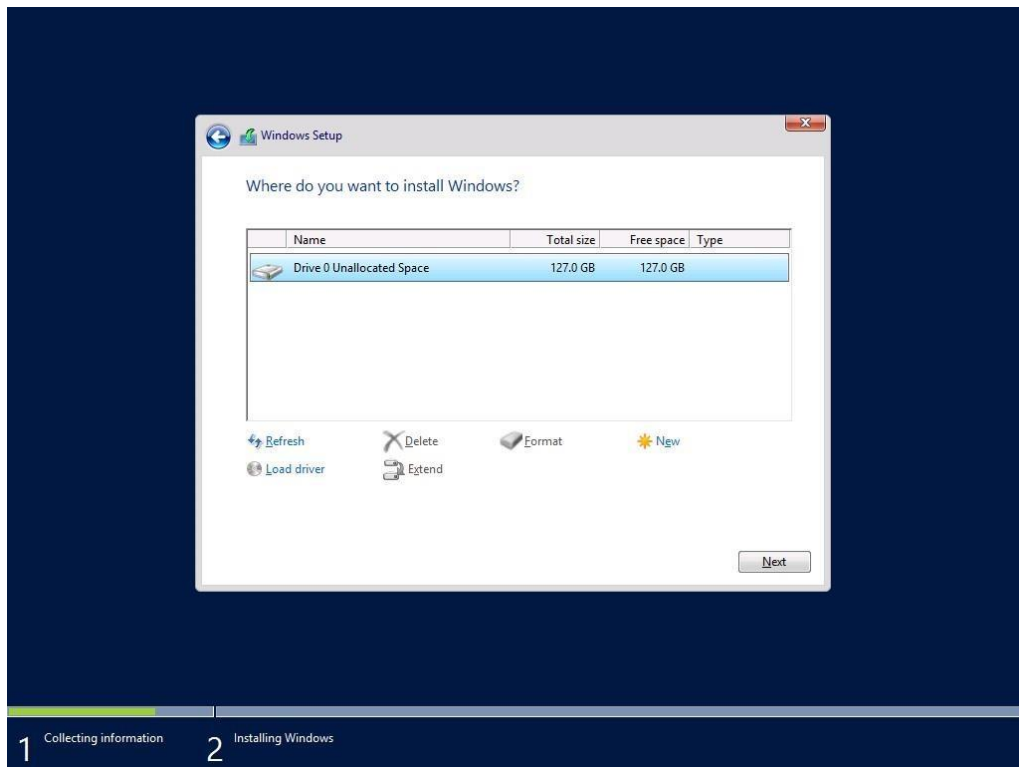 Windows Setup
Where do you want to install Windows?
Name Total size Free space Type
Drive 0 Unallocated Space 127.0 GB 127.0 GB
Refresh Delete Format New
Load driver Extend
Next
1 Collecting information 2 Installing Windows